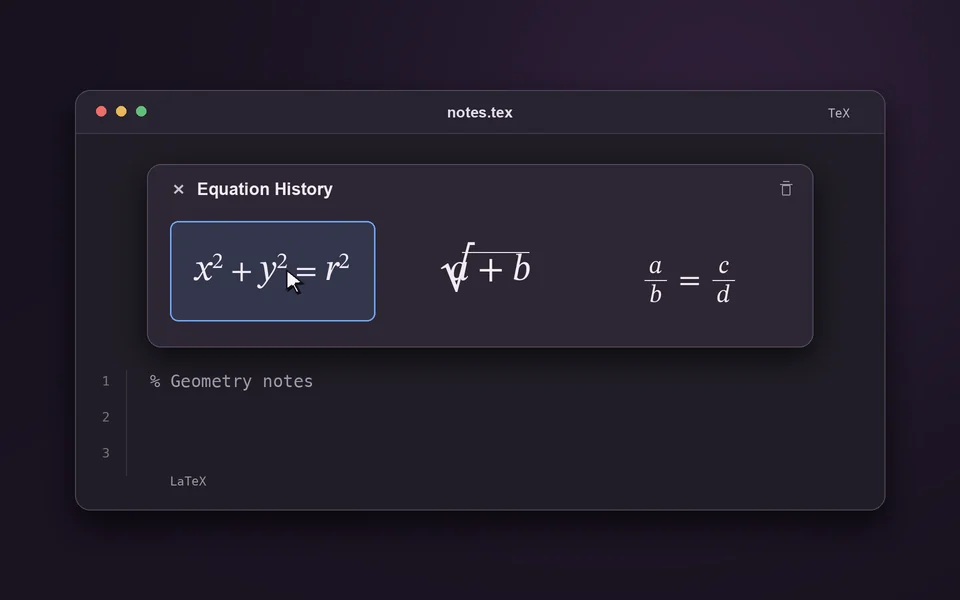 notes.tex
TeX
× Equation History
x² + y² = r²
√a + b
a/b = c/d
1 % Geometry notes
2
3
LaTeX